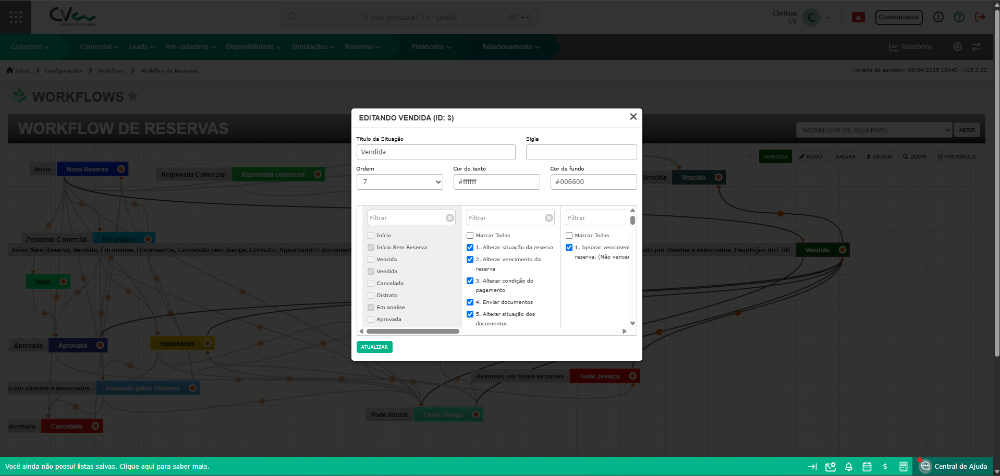 CV
CONSTRUTOR DE VENDAS
O que procura? Ex: Leads
Alt + G
Cleiton
CV
C
Comunicador
Cadastros
Comercial
Leads
Pré-cadastros
Disponibilidade
Simulações
Reservas
Financeiro
Relacionamento
Relatórios
Início
Configurações
Workflows
Workflow de Reservas
Horário do servidor: 03/04/2025 18h40 - v25.3.32
WORKFLOWS
WORKFLOW DE RESERVAS
WORKFLOW DE RESERVAS
ABRIR
VENDIDA
NOVO
SALVAR
ORDEM
ZOOM
HISTÓRICO
Início
Nova Reserva
Reprovada Comercial
Reprovada comercial
Vencida
Vencida
Pendente Comercial
Em análise
Início Sem Reserva, Vendida, Em analise, Documentos, Cancelada pelo Sienge, Contrato, Aguardando Faturament
ado por clientes e associados, Devolução do ERP
Vendida
teste
Aprovada
Aprovada
repassadas
o por clientes e associados
Assinado pelos Titulares
Assinado por todas as partes
Teste Jessica
Pode faturar
Envio Sienge
ancelada
Cancelada
EDITANDO VENDIDA (ID: 3)
Titulo da Situação
Vendida
Sigla
Ordem
7
Cor do texto
#ffffff
Cor de fundo
#006600
Filtrar
Início
Início Sem Reserva
Vencida
Vendida
Cancelada
Distrato
Em analise
Aprovada
Filtrar
Marcar Todas
1. Alterar situação da reserva
2. Alterar vencimento da
reserva
3. Alterar condição do
pagamento
4. Enviar documentos
5. Alterar situação dos
documentos
Filtrar
Marcar Todas
1. Ignorar venciment
reserva. (Não vencer
ATUALIZAR
Você ainda não possui listas salvas. Clique aqui para saber mais.
Central de Ajuda